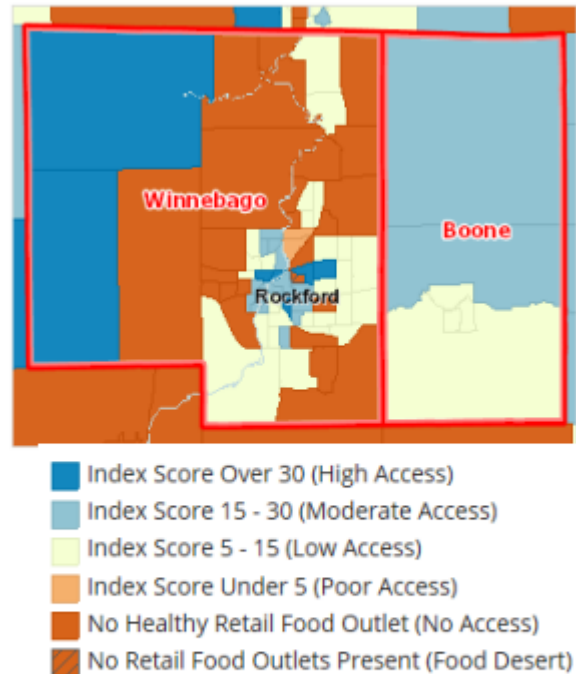 Winnebago
Boone
Rockford
Index Score Over 30 (High Access)
Index Score 15 - 30 (Moderate Access)
Index Score 5 - 15 (Low Access)
Index Score Under 5 (Poor Access)
No Healthy Retail Food Outlet (No Access)
No Retail Food Outlets Present (Food Desert)